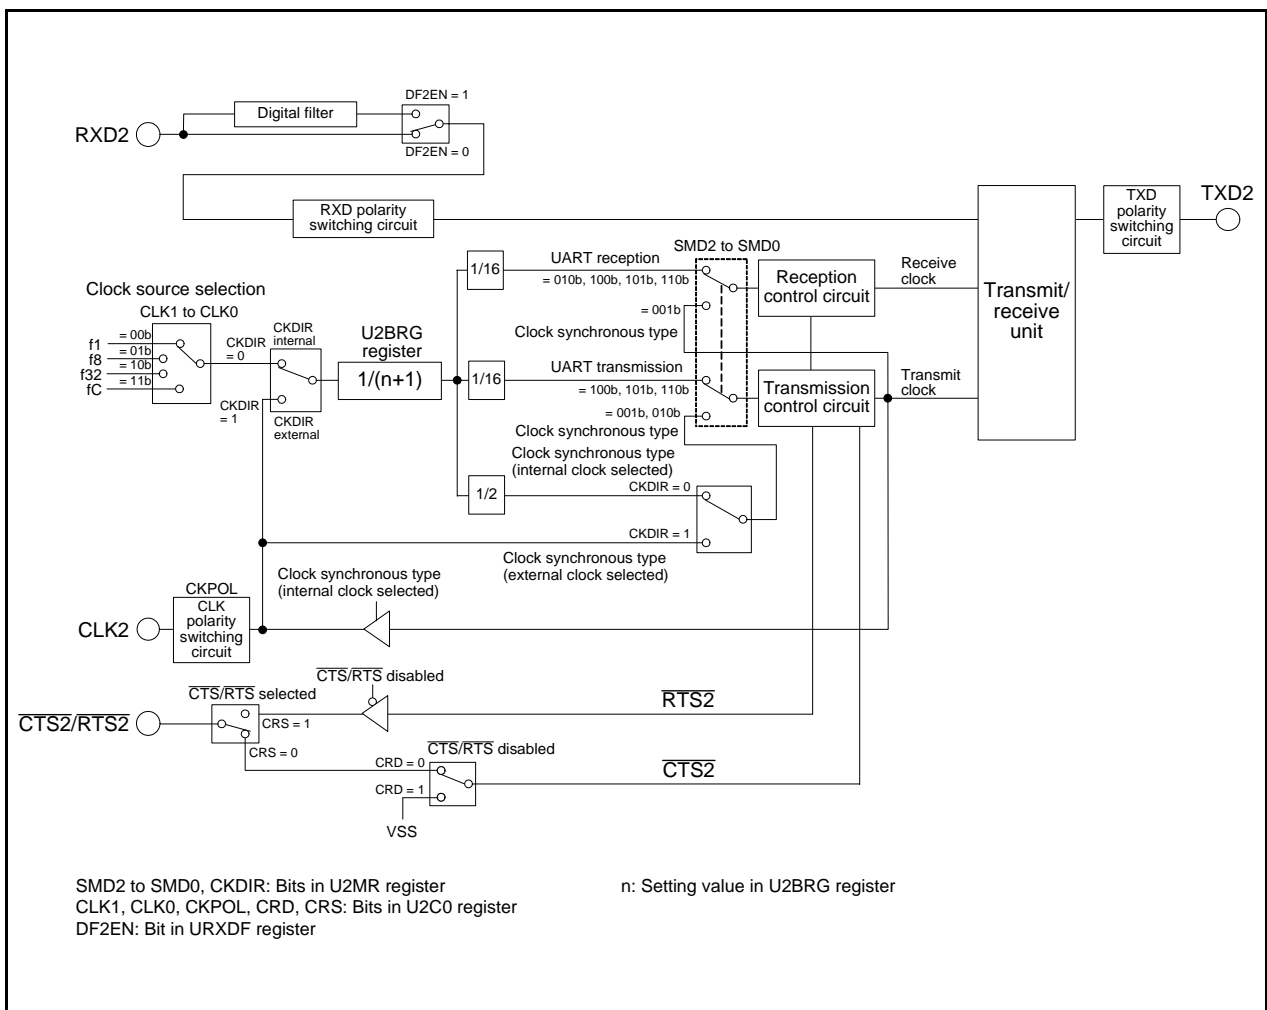 DF2EN = 1
Digital filter
RXD2
DF2EN = 0
RXD polarity
switching circuit
TXD
polarity
switching
circuit
TXD2
SMD2 to SMD0
1/16
UART reception
= 010b, 100b, 101b, 110b
= 001b
Clock synchronous type
Reception
control circuit
Receive
clock
Transmit/
receive
unit
Clock source selection
CLK1 to CLK0
f1
= 00b
f8
= 01b
f32
= 10b
fC
= 11b
CKDIR
= 0
CKDIR
internal
CKDIR
= 1
CKDIR
external
U2BRG
register
1/(n+1)
1/16
UART transmission
= 100b, 101b, 110b
= 001b, 010b
Clock synchronous type
Transmission
control circuit
Transmit
clock
Clock synchronous type
(internal clock selected)
1/2
CKDIR = 0
CKDIR = 1
Clock synchronous type
(external clock selected)
Clock synchronous type
(internal clock selected)
CKPOL
CLK
polarity
switching
circuit
CLK2
CTS/RTS disabled
CTS/RTS selected
CTS2/RTS2
CRS = 1
RTS2
CRS = 0
CTS/RTS disabled
CRD = 0
CTS2
CRD = 1
VSS
SMD2 to SMD0, CKDIR: Bits in U2MR register
n: Setting value in U2BRG register
CLK1, CLK0, CKPOL, CRD, CRS: Bits in U2C0 register
DF2EN: Bit in URXDF register